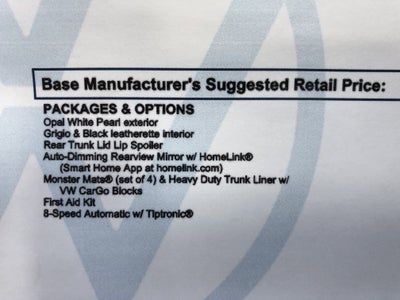 Base Manufacturer's Suggested Retail Price:
PACKAGES & OPTIONS
Opal White Pearl exterior
Grigio & Black leatherette interior
Rear Trunk Lid Lip Spoiler
Auto-Dimming Rearview Mirror w/ HomeLink®
(Smart Home App at homelink.com)
Monster Mats® (set of 4) & Heavy Duty Trunk Liner w/
VW CarGo Blocks
First Aid Kit
8-Speed Automatic w/ Tiptronic®